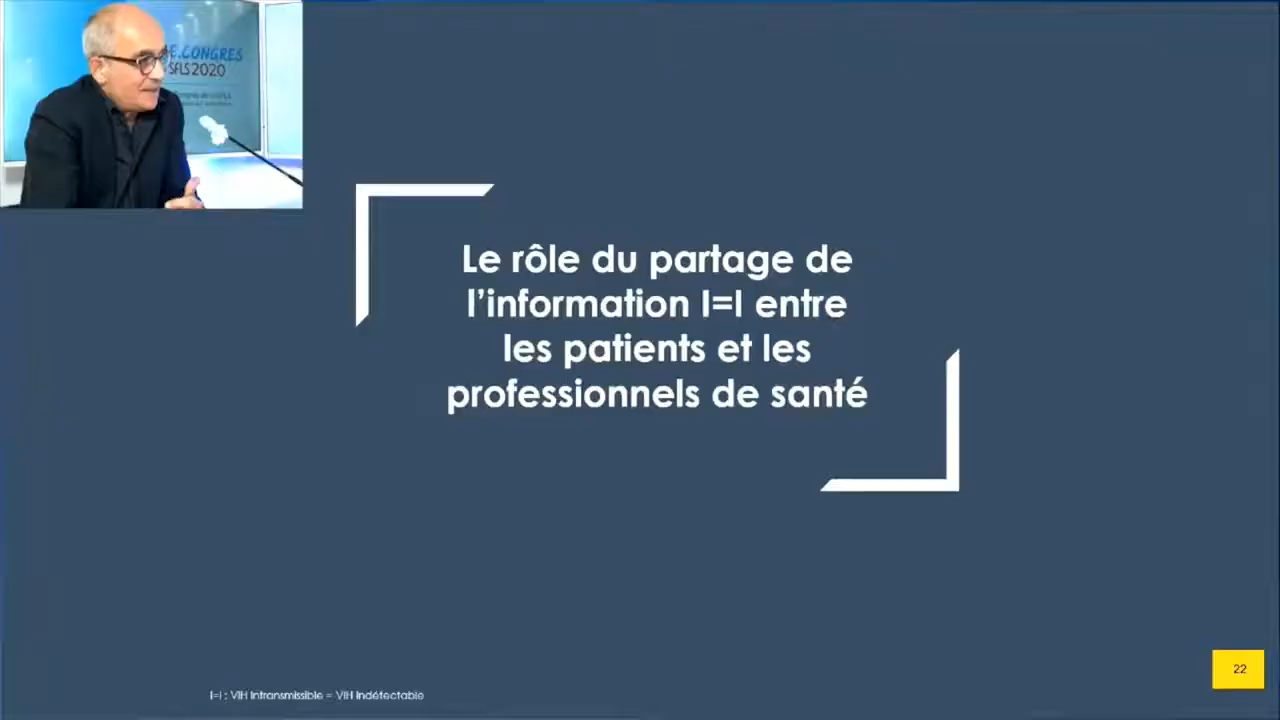 E.CONGRES
SFLS 2020
Le rôle du partage de
l'information I=I entre
les patients et les
professionnels de santé
22
I=I : VIH Intransmissible = VIH Indétectable